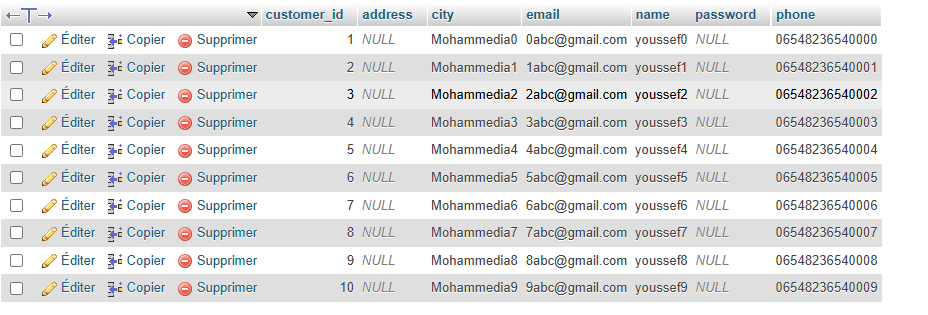 customer_id address city email name password phone
Éditer Copier Supprimer 1 NULL Mohammedia0 0abc@gmail.com youssef0 NULL 06548236540000
Éditer Copier Supprimer 2 NULL Mohammedia1 1abc@gmail.com youssef1 NULL 06548236540001
Éditer Copier Supprimer 3 NULL Mohammedia2 2abc@gmail.com youssef2 NULL 06548236540002
Éditer Copier Supprimer 4 NULL Mohammedia3 3abc@gmail.com youssef3 NULL 06548236540003
Éditer Copier Supprimer 5 NULL Mohammedia4 4abc@gmail.com youssef4 NULL 06548236540004
Éditer Copier Supprimer 6 NULL Mohammedia5 5abc@gmail.com youssef5 NULL 06548236540005
Éditer Copier Supprimer 7 NULL Mohammedia6 6abc@gmail.com youssef6 NULL 06548236540006
Éditer Copier Supprimer 8 NULL Mohammedia7 7abc@gmail.com youssef7 NULL 06548236540007
Éditer Copier Supprimer 9 NULL Mohammedia8 8abc@gmail.com youssef8 NULL 06548236540008
Éditer Copier Supprimer 10 NULL Mohammedia9 9abc@gmail.com youssef9 NULL 06548236540009